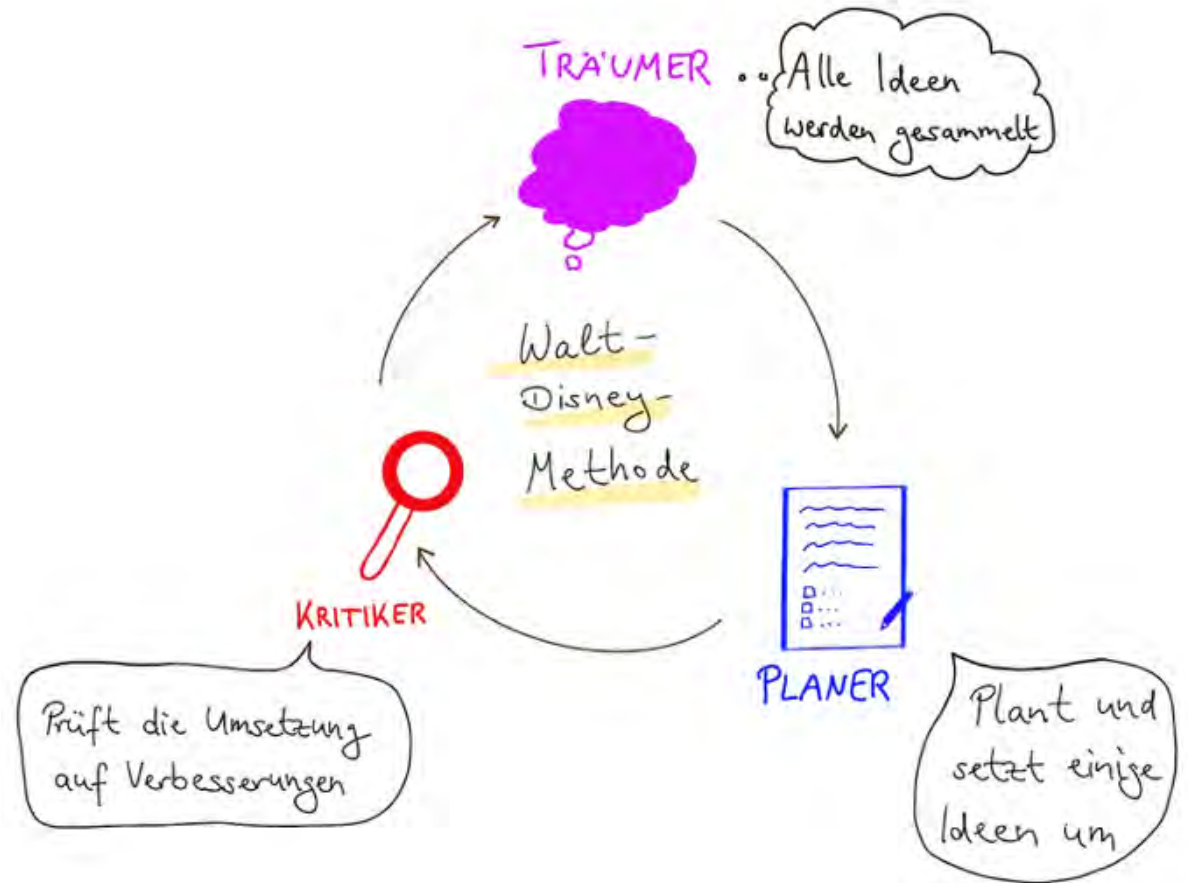 TRÄUMER
Alle Ideen
werden gesammelt
Walt-
Disney-
Methode
KRITIKER
Prüft die Umsetzung
auf Verbesserungen
PLANER
Plant und
setzt einige
Ideen um